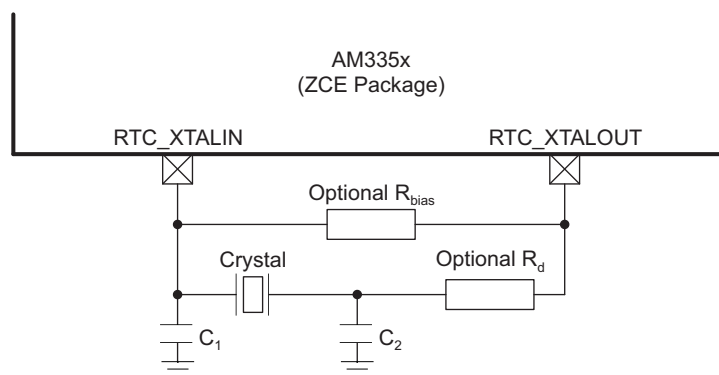 AM335x
(ZCE Package)
RTC_XTALIN
RTC_XTALOUT
Optional Rbias
Crystal
Optional Rd
C1
C2